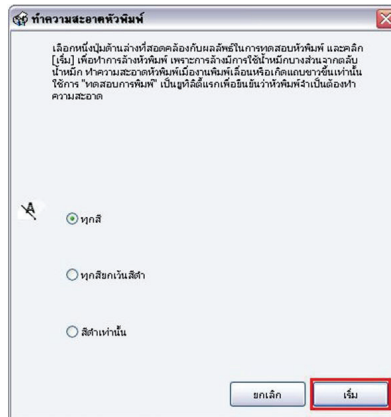 ทำความสะอาดหัวพิมพ์
เลือกหนึ่งปุ่มด้านล่างที่สอดคล้องกับผลลัพธ์ในการทดสอบหัวพิมพ์ และคลิก
[เริ่ม] เพื่อทำการล้างหัวพิมพ์ เพราะการล้างมีการใช้น้ำหมึกบางส่วนจากตลับ
น้ำหมึก ทำความสะอาดหัวพิมพ์เมื่องานพิมพ์เลือนหรือเกิดแถบขาวขึ้นเท่านั้น
ใช้การ "ทดสอบการพิมพ์" เป็นยูทิลิตี้แรกเพื่อยืนยันว่าหัวพิมพ์จำเป็นต้องทำ
ความสะอาด
A
ทุกสี
ทุกสียกเว้นสีดำ
สีดำเท่านั้น
ยกเลิก เริ่ม